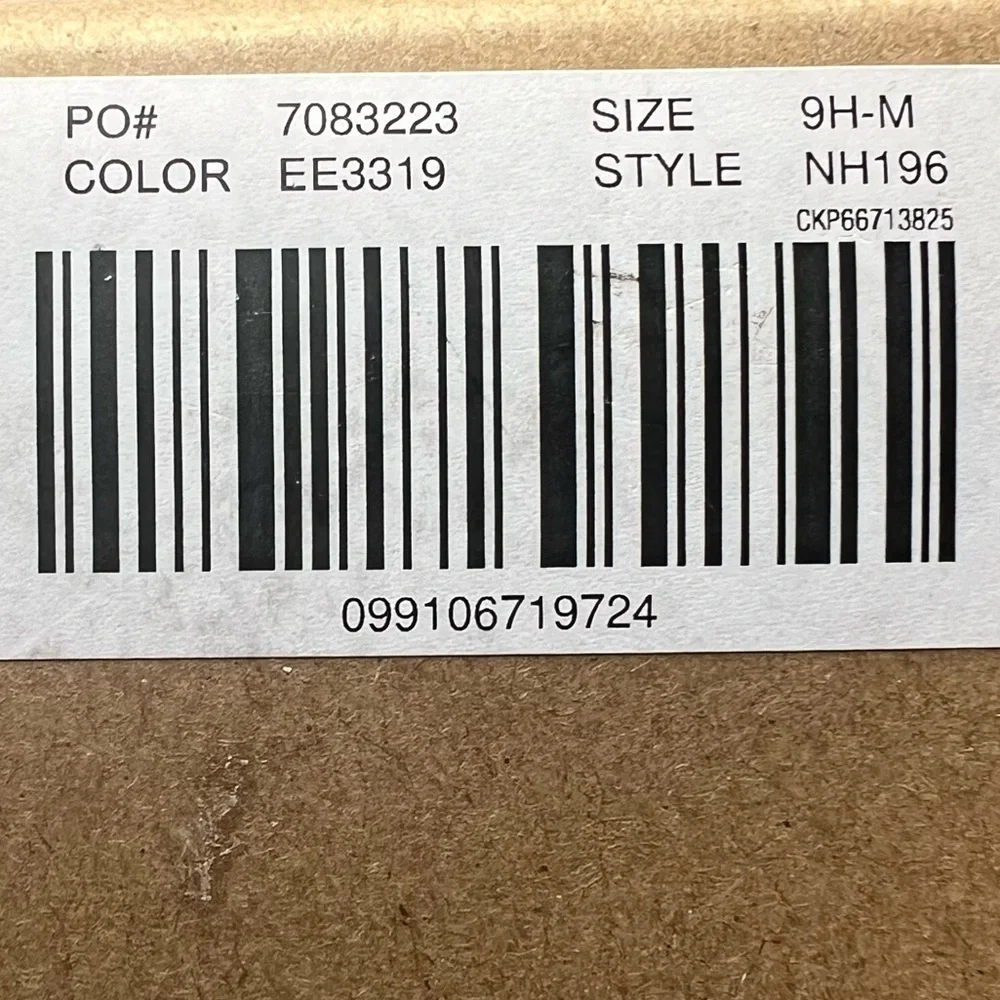 PO# 7083223 SIZE 9H-M
COLOR EE3319 STYLE NH196
CKP66713825
099106719724